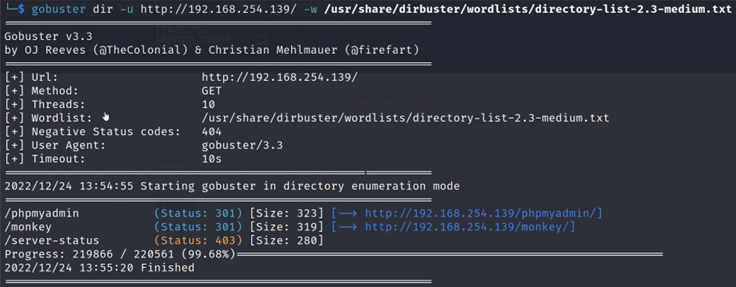 └─$ gobuster dir -u http://192.168.254.139/ -w /usr/share/dirbuster/wordlists/directory-list-2.3-medium.txt
===============================================================
Gobuster v3.3
by OJ Reeves (@TheColonial) & Christian Mehlmauer (@firefart)
===============================================================
[+] Url:                     http://192.168.254.139/
[+] Method:                  GET
[+] Threads:                 10
[+] Wordlist:                /usr/share/dirbuster/wordlists/directory-list-2.3-medium.txt
[+] Negative Status codes:   404
[+] User Agent:              gobuster/3.3
[+] Timeout:                 10s
===============================================================
2022/12/24 13:54:55 Starting gobuster in directory enumeration mode
===============================================================
/phpmyadmin           (Status: 301) [Size: 323] [--> http://192.168.254.139/phpmyadmin/]
/monkey               (Status: 301) [Size: 319] [--> http://192.168.254.139/monkey/]
/server-status        (Status: 403) [Size: 280]
Progress: 219866 / 220561 (99.68%)===============================================================
2022/12/24 13:55:20 Finished
===============================================================